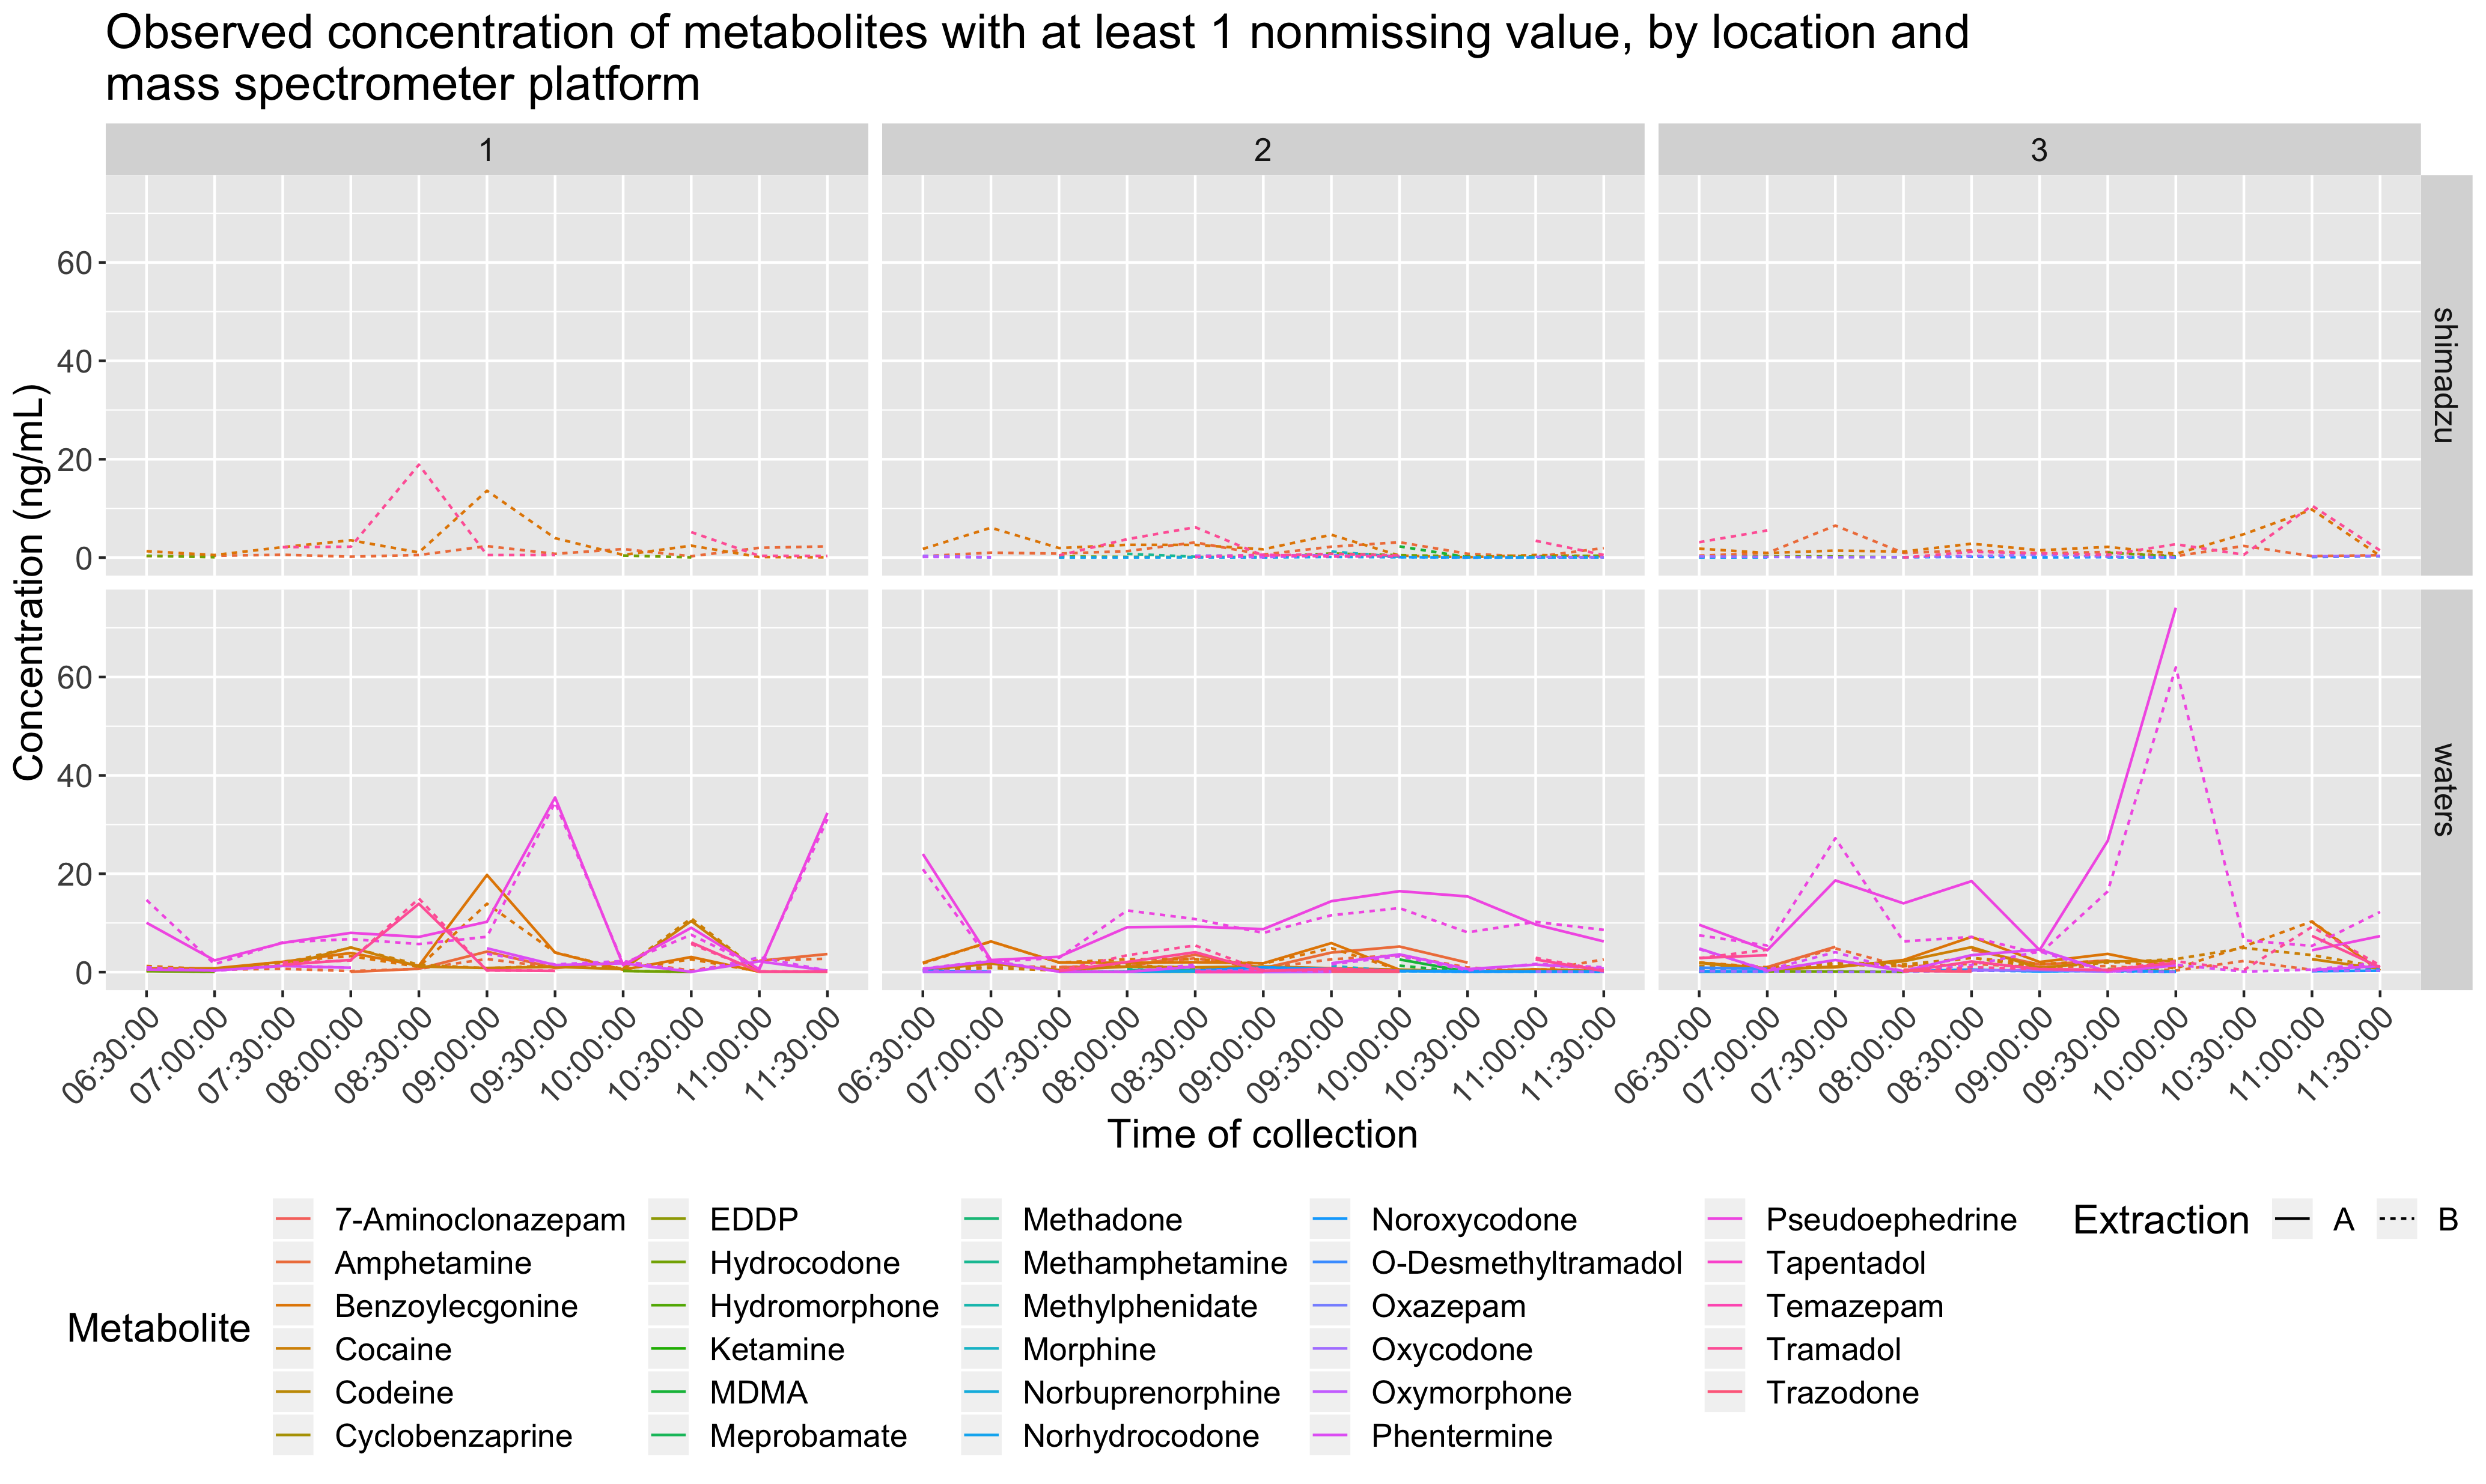 Observed concentration of metabolites with at least 1 nonmissing value, by location and
mass spectrometer platform
1 2 3
shimadzu
waters
Concentration (ng/mL)
60
40
20
0
60
40
20
0
06:30:00 07:00:00 07:30:00 08:00:00 08:30:00 09:00:00 09:30:00 10:00:00 10:30:00 11:00:00 11:30:00 06:30:00 07:00:00 07:30:00 08:00:00 08:30:00 09:00:00 09:30:00 10:00:00 10:30:00 11:00:00 11:30:00 06:30:00 07:00:00 07:30:00 08:00:00 08:30:00 09:00:00 09:30:00 10:00:00 10:30:00 11:00:00 11:30:00
Time of collection
Metabolite
7-Aminoclonazepam
Amphetamine
Benzoylecgonine
Cocaine
Codeine
Cyclobenzaprine
EDDP
Hydrocodone
Hydromorphone
Ketamine
MDMA
Meprobamate
Methadone
Methamphetamine
Methylphenidate
Morphine
Norbuprenorphine
Norhydrocodone
Noroxycodone
O-Desmethyltramadol
Oxazepam
Oxycodone
Oxymorphone
Phentermine
Pseudoephedrine
Tapentadol
Temazepam
Tramadol
Trazodone
Extraction A B